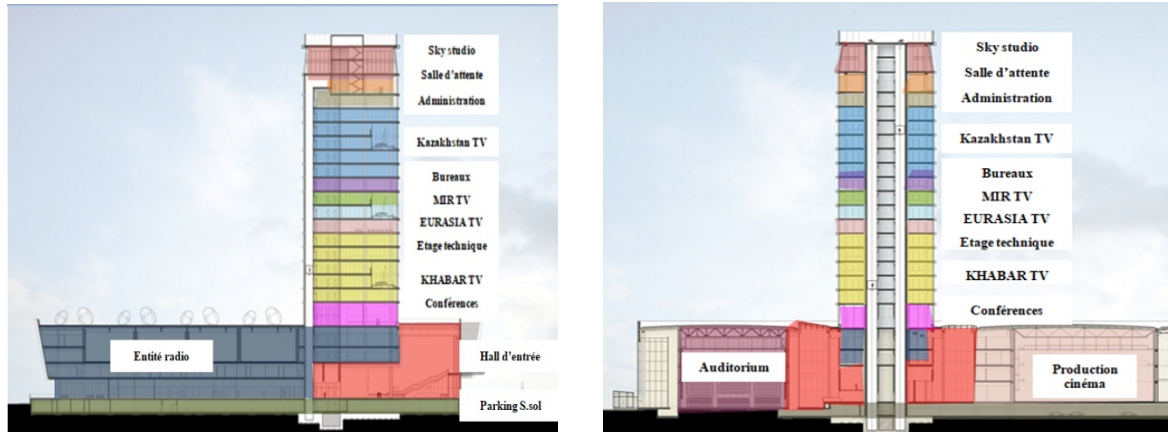 Sky studio
Salle d'attente
Administration
Kazakhstan TV
Bureaux
MIR TV
EURASIA TV
Etage technique
KHABAR TV
Conférences
Entité radio
Hall d'entrée
Parking S.sol
Sky studio
Salle d'attente
Administration
Kazakhstan TV
Bureaux
MIR TV
EURASIA TV
Etage technique
KHABAR TV
Conférences
Auditorium
Production
cinéma